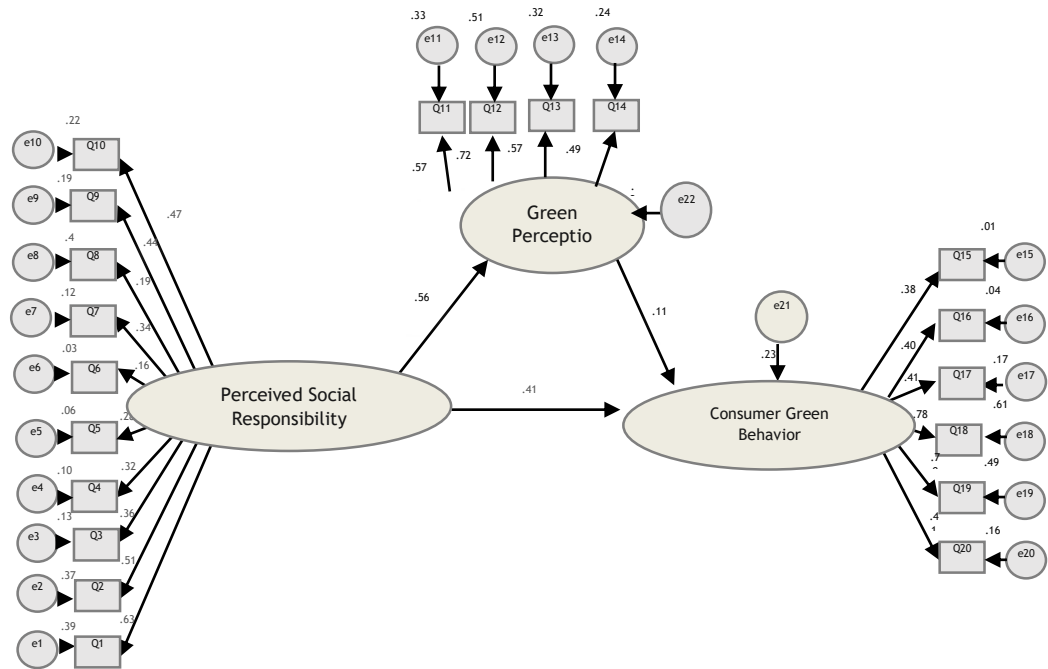 .33
.51
.32
.24
e11
e12
e13
e14
Q11
Q12
Q13
Q14
.57
.72
.57
.49
Green
Perceptio
e22
.22
e10
Q10
.47
.19
e9
Q9
.44
.4
e8
Q8
.19
.12
e7
Q7
.34
.03
e6
Q6
.16
.06
e5
Q5
.10
e4
Q4
.32
.13
e3
Q3
.36
.37
e2
Q2
.51
.39
e1
Q1
.63
Perceived Social
Responsibility
.56
.41
.11
e21
.23
Consumer Green
Behavior
.01
Q15
e15
.38
.04
Q16
e16
.40
.17
Q17
e17
.41
.61
Q18
e18
.78
.49
Q19
e19
.7
.16
Q20
e20
.4